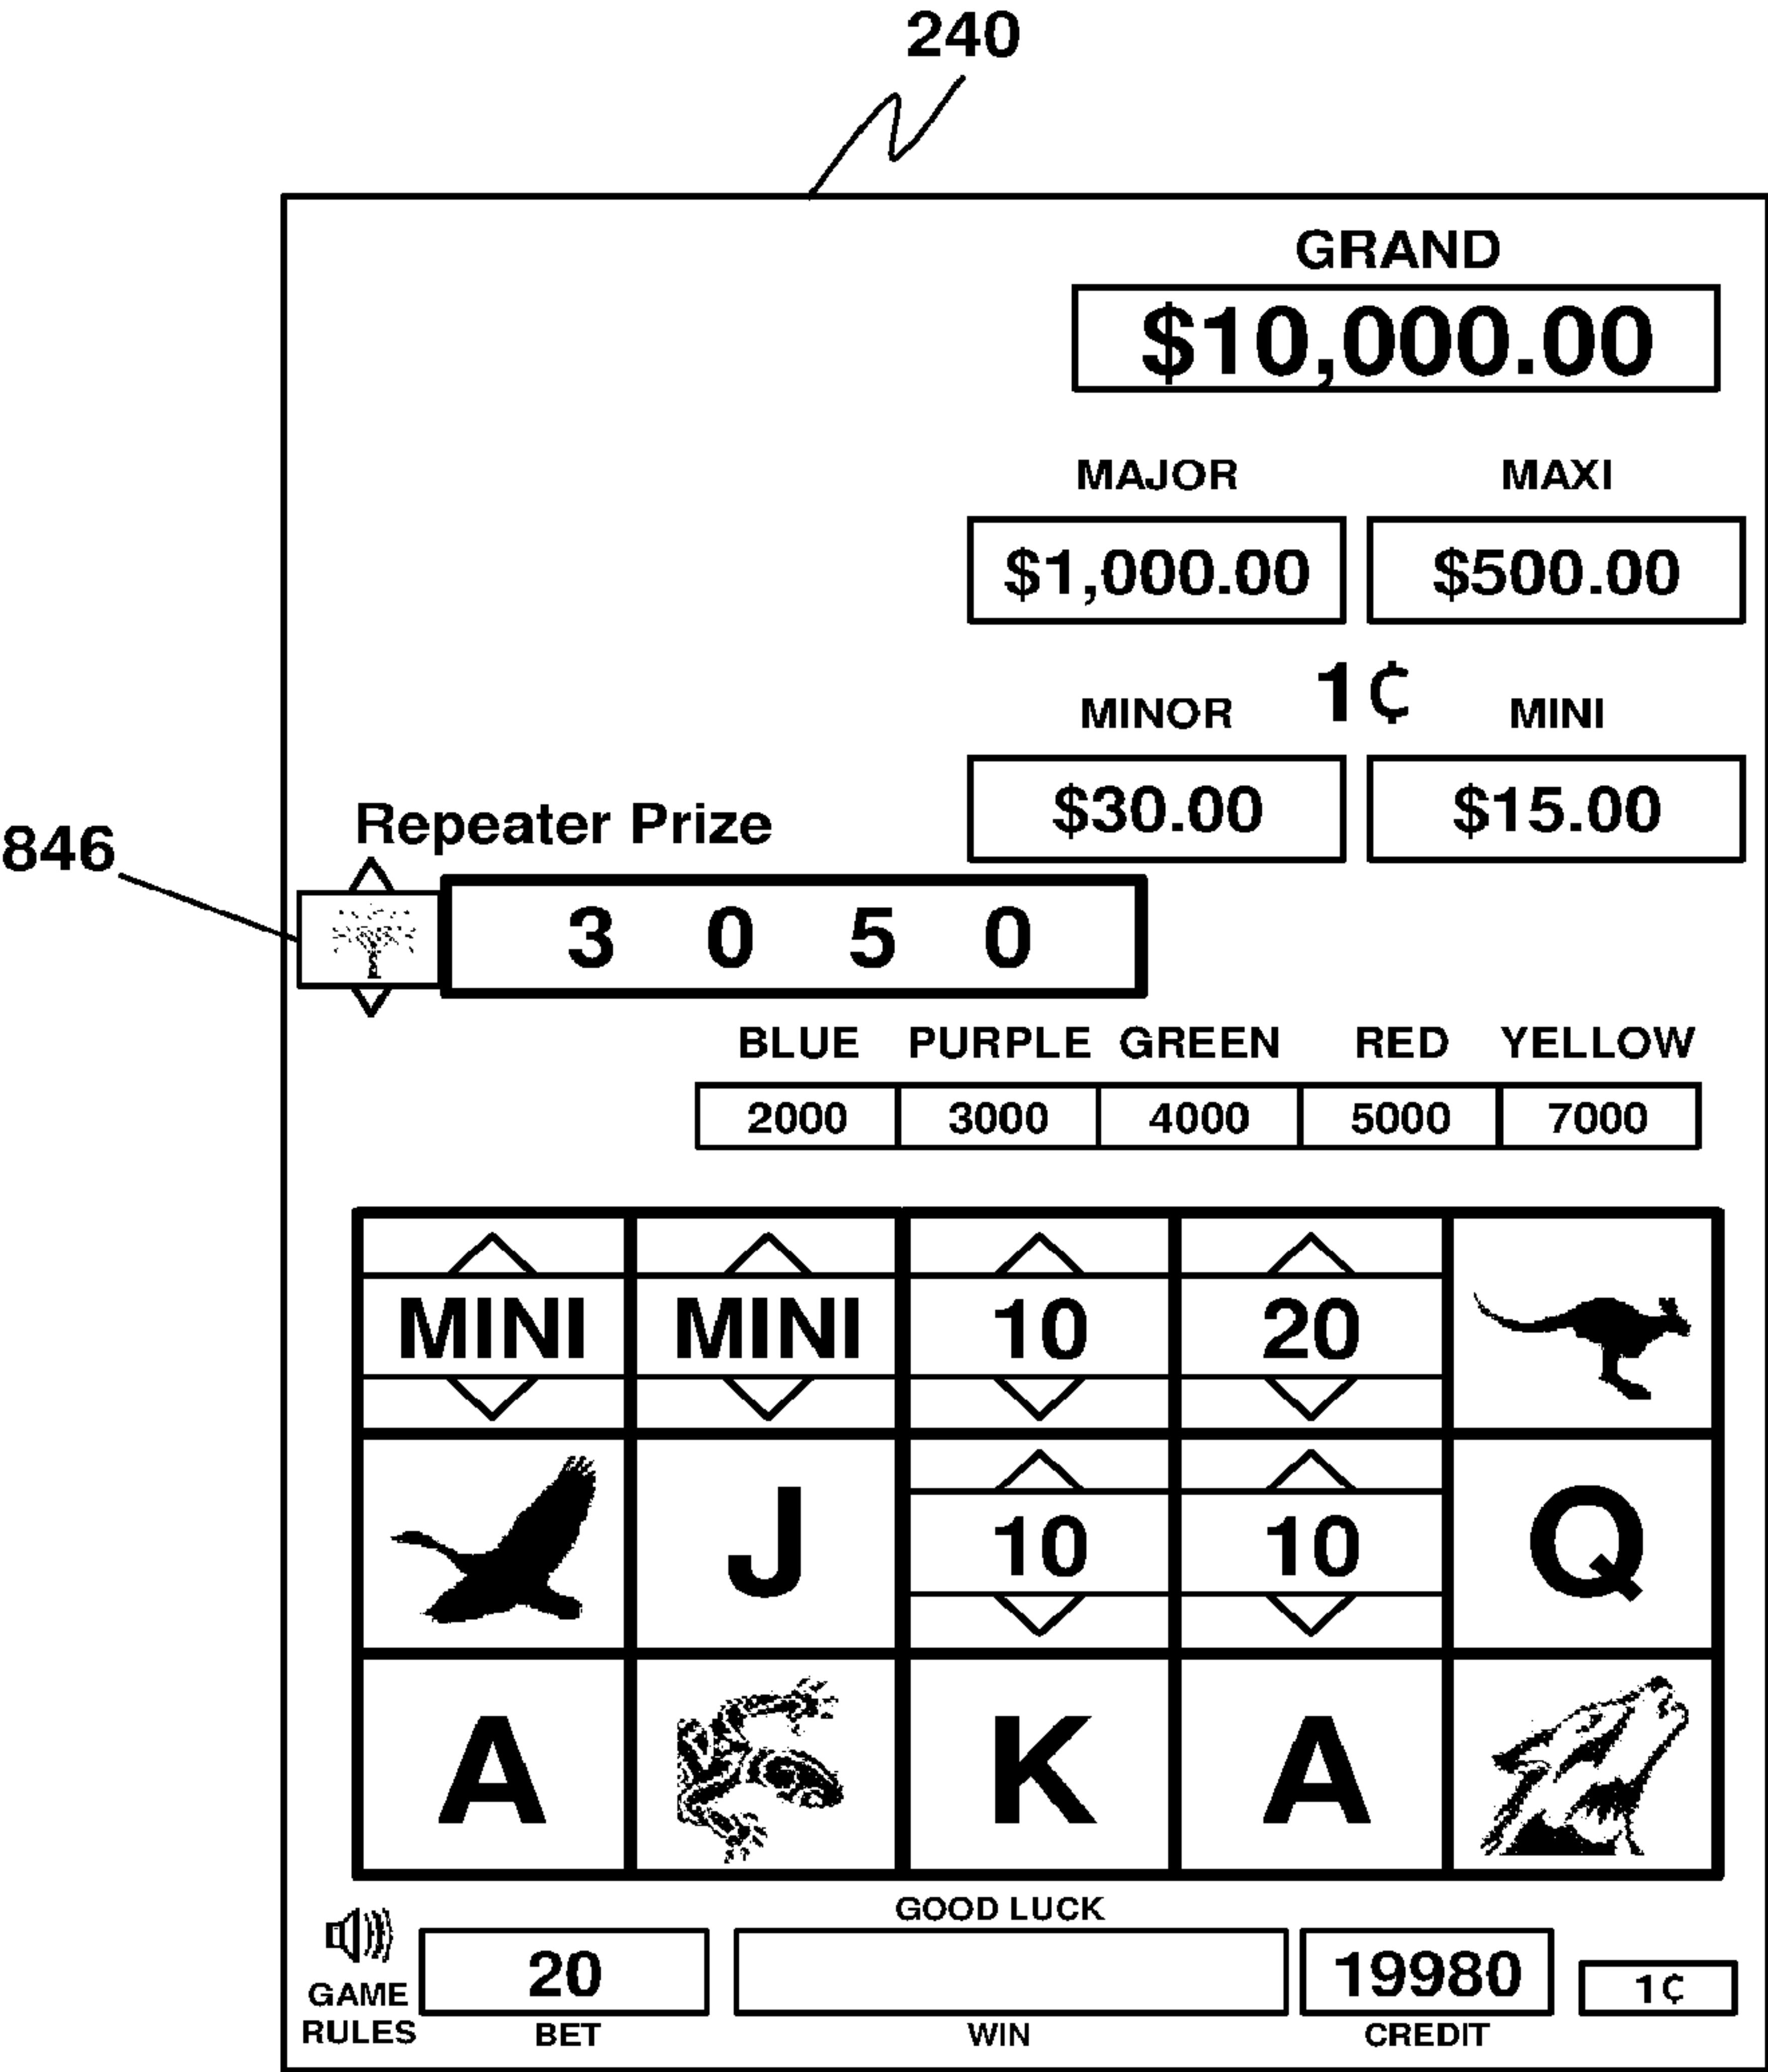 240
GRAND
$10,000.00
MAJOR MAXI
$1,000.00 $500.00
1¢
MINOR MINI
$30.00 $15.00
Repeater Prize
846
3 0 5 0
BLUE PURPLE GREEN RED YELLOW
2000 3000 4000 5000 7000
MINI MINI 10 20
J 10 10 Q
A K A
GOOD LUCK
20 19980 1¢
GAME RULES
BET WIN CREDIT